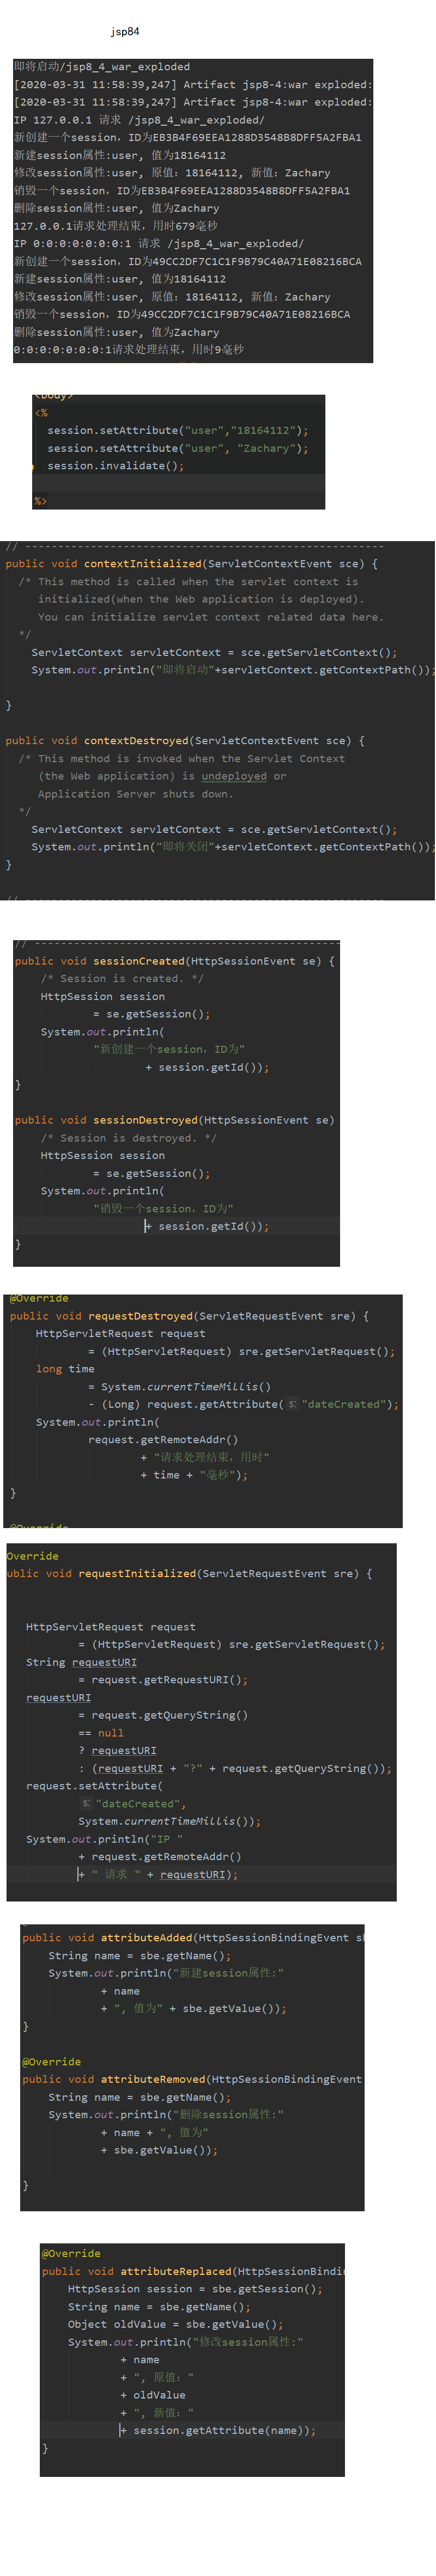 jsp84
即将启动/jsp8_4_war_exploded
[2020-03-31 11:58:39,247] Artifact jsp8-4:war exploded:
[2020-03-31 11:58:39,247] Artifact jsp8-4:war exploded:
IP 127.0.0.1 请求 /jsp8_4_war_exploded/
新创建一个session，ID为EB3B4F69EEA1288D3548B8DFF5A2FBA1
新建session属性:user, 值为18164112
修改session属性:user, 原值：18164112, 新值：Zachary
销毁一个session，ID为EB3B4F69EEA1288D3548B8DFF5A2FBA1
删除session属性:user, 值为Zachary
127.0.0.1请求处理结束，用时679毫秒
IP 0:0:0:0:0:0:0:1 请求 /jsp8_4_war_exploded/
新创建一个session，ID为49CC2DF7C1C1F9B79C40A71E08216BCA
新建session属性:user, 值为18164112
修改session属性:user, 原值：18164112, 新值：Zachary
销毁一个session，ID为49CC2DF7C1C1F9B79C40A71E08216BCA
删除session属性:user, 值为Zachary
0:0:0:0:0:0:0:1请求处理结束，用时9毫秒
<body>
<%
session.setAttribute("user","18164112");
session.setAttribute("user", "Zachary");
session.invalidate();
%>
// -------------------------------------------------------
public void contextInitialized(ServletContextEvent sce) {
/* This method is called when the servlet context is
initialized(when the Web application is deployed).
You can initialize servlet context related data here.
*/
ServletContext servletContext = sce.getServletContext();
System.out.println("即将启动"+servletContext.getContextPath());
}
public void contextDestroyed(ServletContextEvent sce) {
/* This method is invoked when the Servlet Context
(the Web application) is undeployed or
Application Server shuts down.
*/
ServletContext servletContext = sce.getServletContext();
System.out.println("即将关闭"+servletContext.getContextPath());
}
// -------------------------------------------------------
// -----------------------------------------------
public void sessionCreated(HttpSessionEvent se) {
/* Session is created. */
HttpSession session
= se.getSession();
System.out.println(
"新创建一个session，ID为"
+ session.getId());
}
public void sessionDestroyed(HttpSessionEvent se)
/* Session is destroyed. */
HttpSession session
= se.getSession();
System.out.println(
"销毁一个session，ID为"
+ session.getId());
}
@Override
public void requestDestroyed(ServletRequestEvent sre) {
HttpServletRequest request
= (HttpServletRequest) sre.getServletRequest();
long time
= System.currentTimeMillis()
- (Long) request.getAttribute( s: "dateCreated");
System.out.println(
request.getRemoteAddr()
+ "请求处理结束，用时"
+ time + "毫秒");
}
@Override
Override
ublic void requestInitialized(ServletRequestEvent sre) {
HttpServletRequest request
= (HttpServletRequest) sre.getServletRequest();
String requestURI
= request.getRequestURI();
requestURI
= request.getQueryString()
== null
? requestURI
: (requestURI + "?" + request.getQueryString());
request.setAttribute(
s: "dateCreated",
System.currentTimeMillis());
System.out.println("IP "
+ request.getRemoteAddr()
+ " 请求 " + requestURI);
public void attributeAdded(HttpSessionBindingEvent sb
String name = sbe.getName();
System.out.println("新建session属性:"
+ name
+ ", 值为" + sbe.getValue());
}
@Override
public void attributeRemoved(HttpSessionBindingEvent
String name = sbe.getName();
System.out.println("删除session属性:"
+ name + ", 值为"
+ sbe.getValue());
}
@Override
public void attributeReplaced(HttpSessionBindin
HttpSession session = sbe.getSession();
String name = sbe.getName();
Object oldValue = sbe.getValue();
System.out.println("修改session属性:"
+ name
+ ", 原值："
+ oldValue
+ ", 新值："
+ session.getAttribute(name));
}